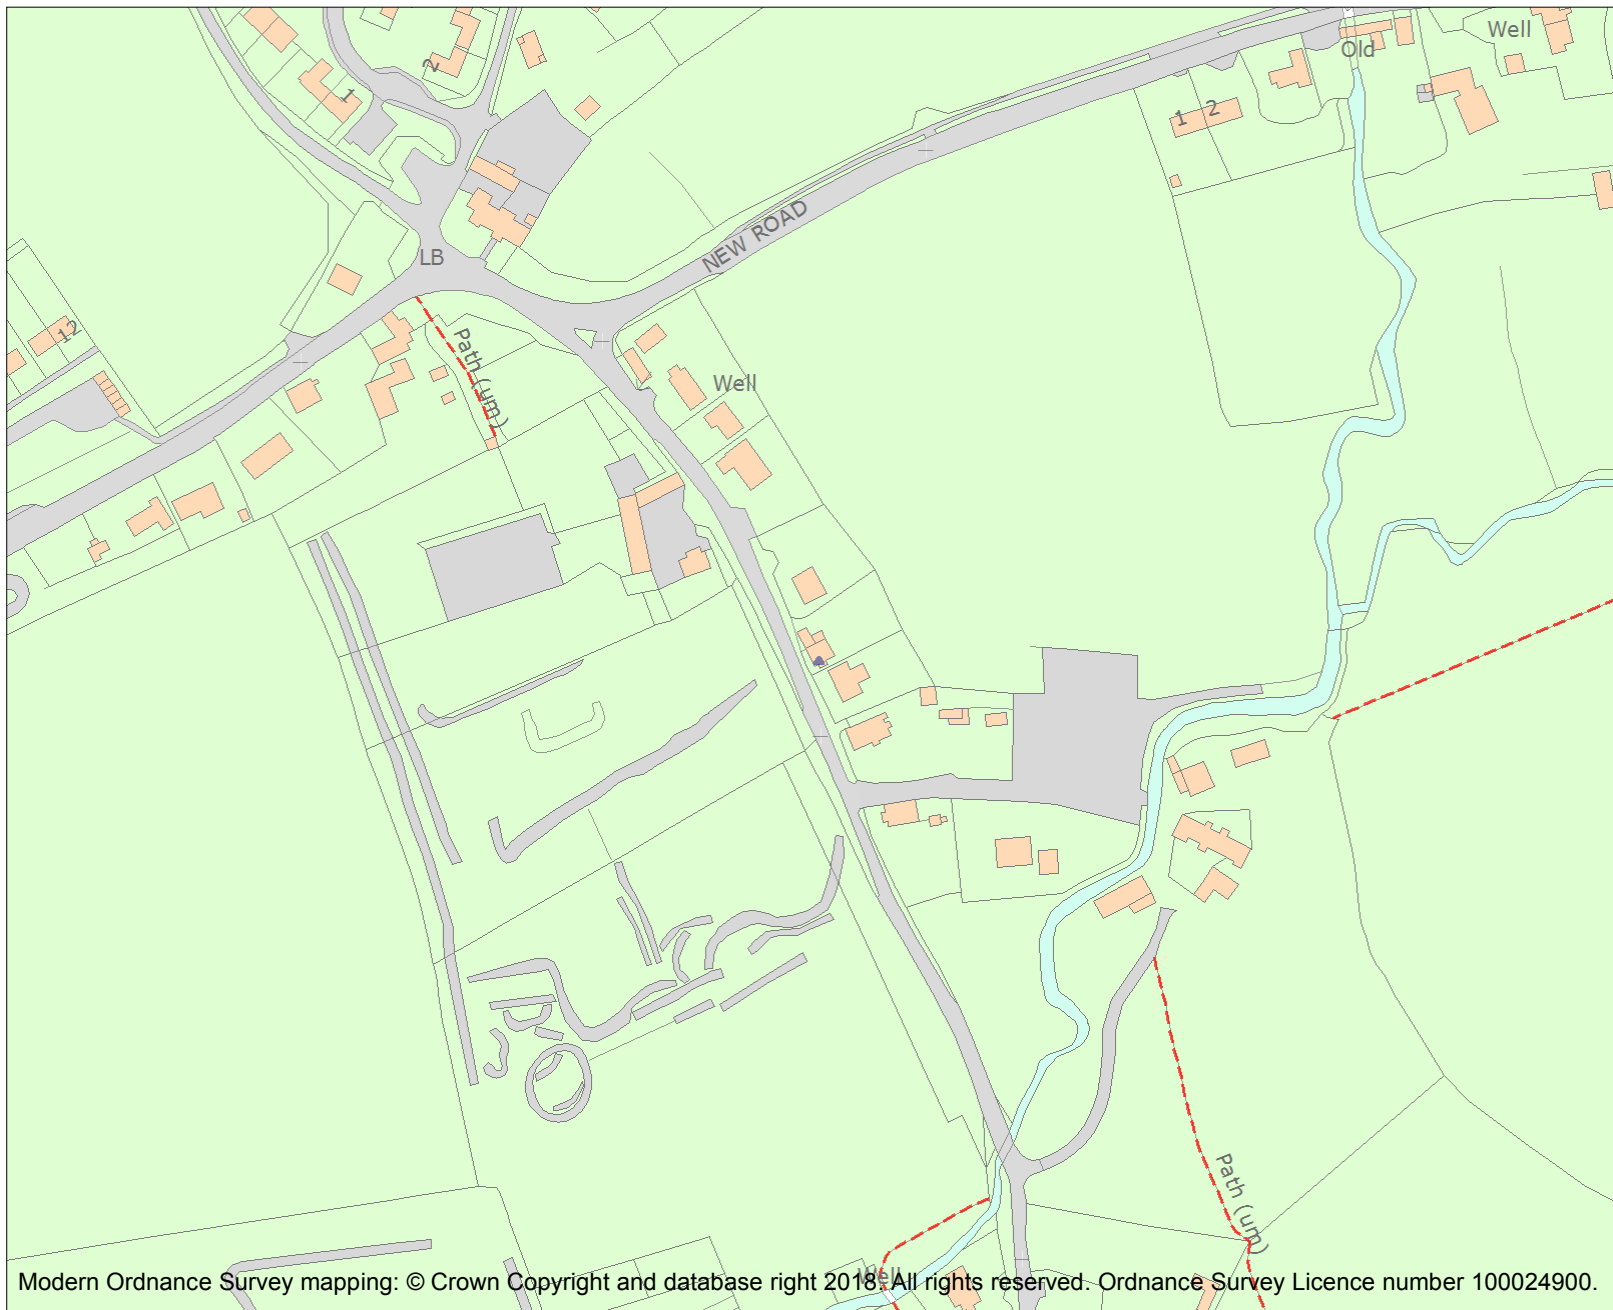 Well
Old
2
1
1 2
NEW ROAD
LB
12
Path (um)
Well
Path (um)
Well
Modern Ordnance Survey mapping: © Crown Copyright and database right 2018. All rights reserved. Ordnance Survey Licence number 100024900.